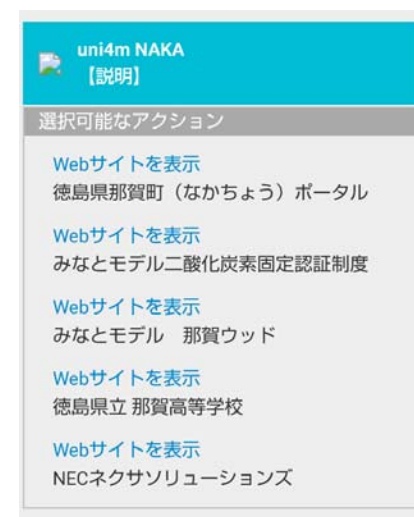 uni4m NAKA
【説明】
選択可能なアクション
Webサイトを表示
徳島県那賀町（なかちょう）ポータル
Webサイトを表示
みなとモデル二酸化炭素固定認証制度
Webサイトを表示
みなとモデル　那賀ウッド
Webサイトを表示
徳島県立 那賀高等学校
Webサイトを表示
NECネクサソリューションズ